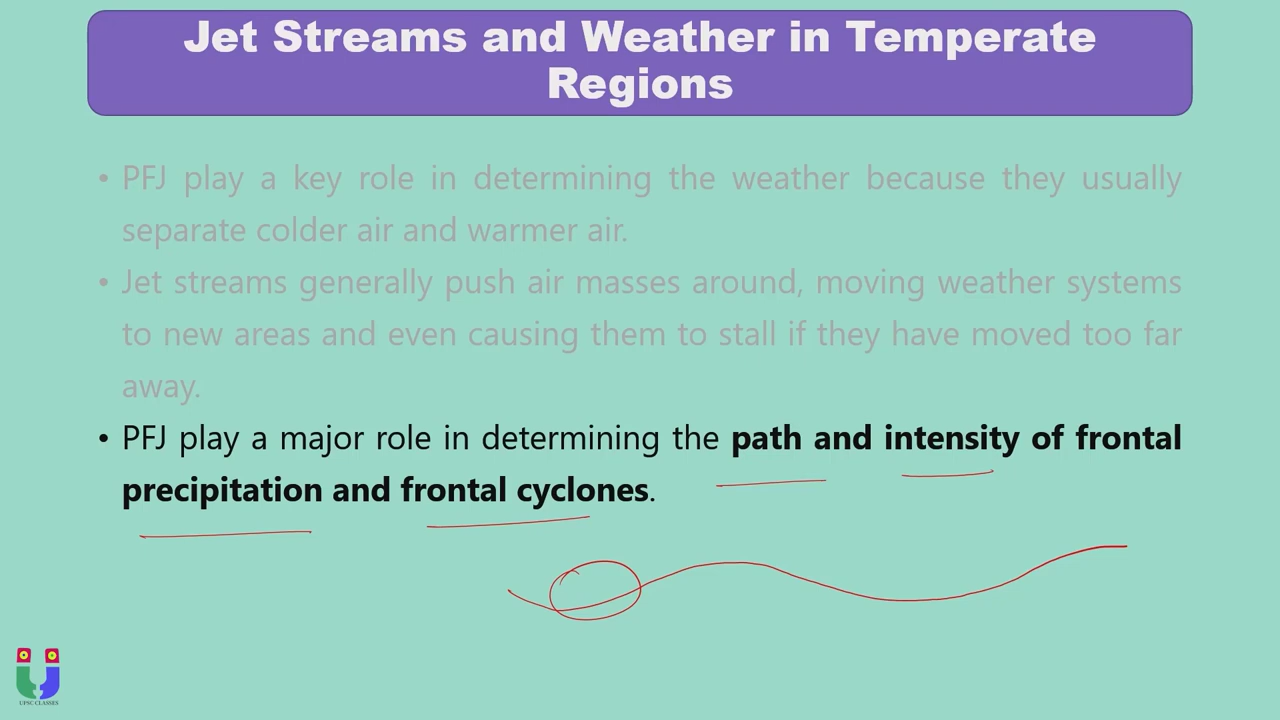 Jet Streams and Weather in Temperate
Regions
• PFJ play a key role in determining the weather because they usually
separate colder air and warmer air.
• Jet streams generally push air masses around, moving weather systems
to new areas and even causing them to stall if they have moved too far
away.
• PFJ play a major role in determining the path and intensity of frontal
precipitation and frontal cyclones.
UPSC CLASSES